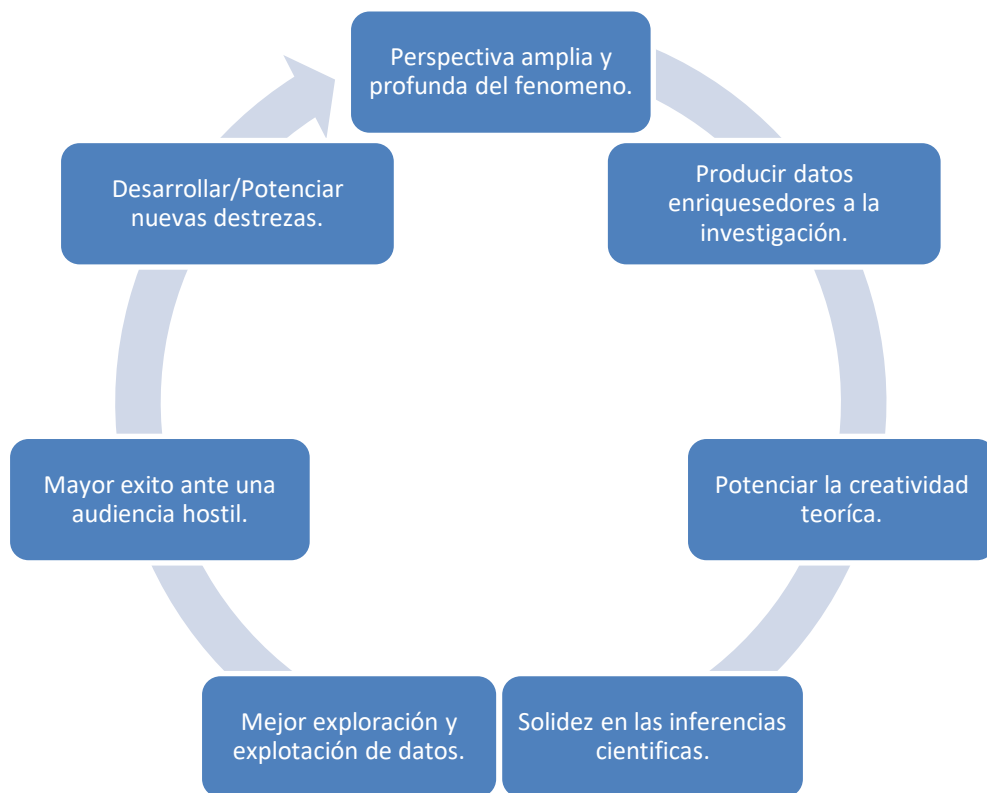 Perspectiva amplia y
profunda del fenomeno.
Producir datos
enriquesedores a la
investigación.
Potenciar la creatividad
teoríca.
Solidez en las inferencias
cientificas.
Mejor exploración y
explotación de datos.
Mayor exito ante una
audiencia hostil.
Desarrollar/Potenciar
nuevas destrezas.